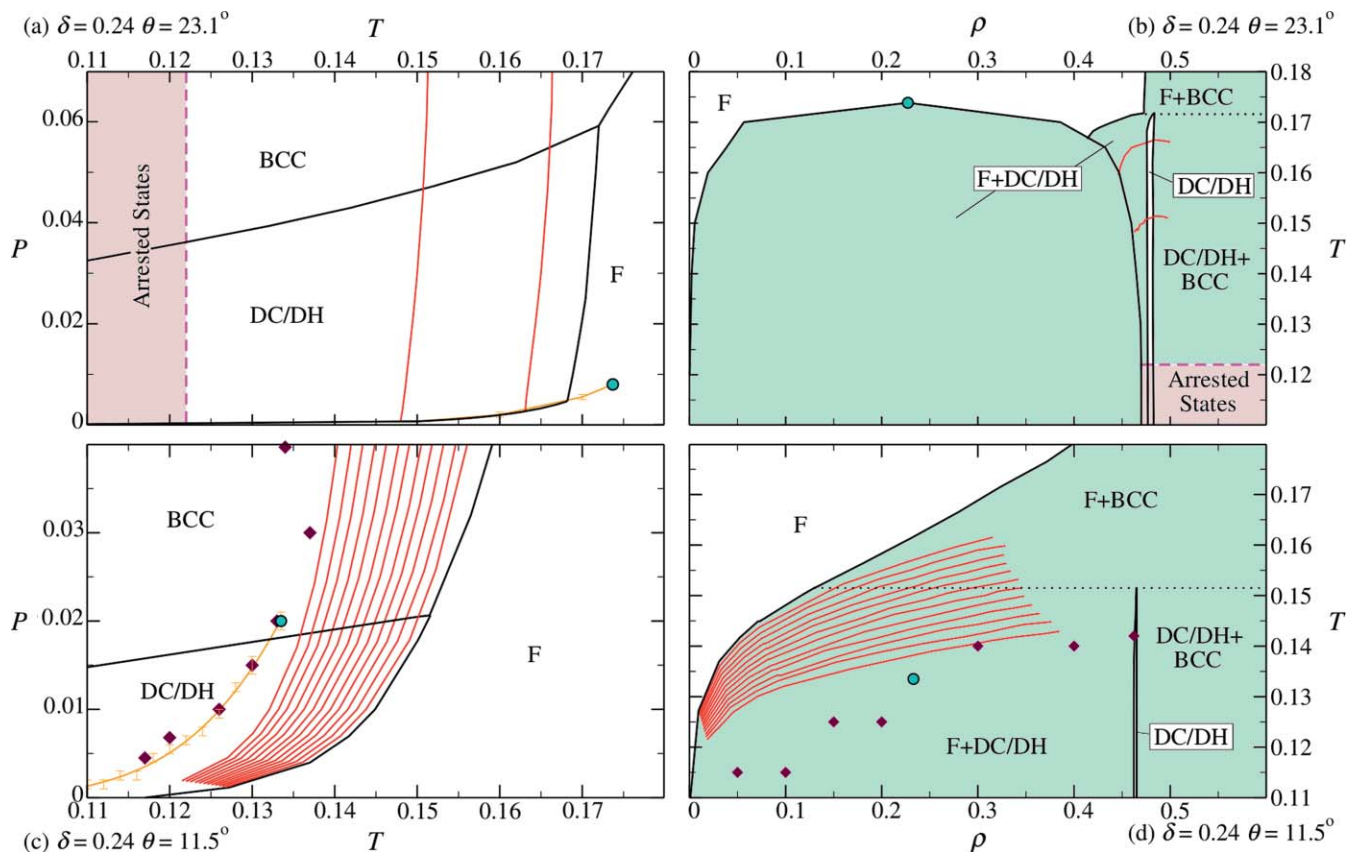 (a) δ = 0.24 θ = 23.1° T
0.11 0.12 0.13 0.14 0.15 0.16 0.17
P
0.06
0.04
0.02
0
Arrested States
BCC
DC/DH
F
ρ (b) δ = 0.24 θ = 23.1°
0 0.1 0.2 0.3 0.4 0.5
F
F+BCC
F+DC/DH
DC/DH
DC/DH+
BCC
Arrested
States
T
0.18
0.17
0.16
0.15
0.14
0.13
0.12
P
0.03
0.02
0.01
0
BCC
DC/DH
F
0.11 0.12 0.13 0.14 0.15 0.16 0.17
(c) δ = 0.24 θ = 11.5° T
F
F+BCC
DC/DH+
BCC
F+DC/DH
DC/DH
T
0.17
0.16
0.15
0.14
0.13
0.12
0.11
0 0.1 0.2 0.3 0.4 0.5
ρ (d) δ = 0.24 θ = 11.5°